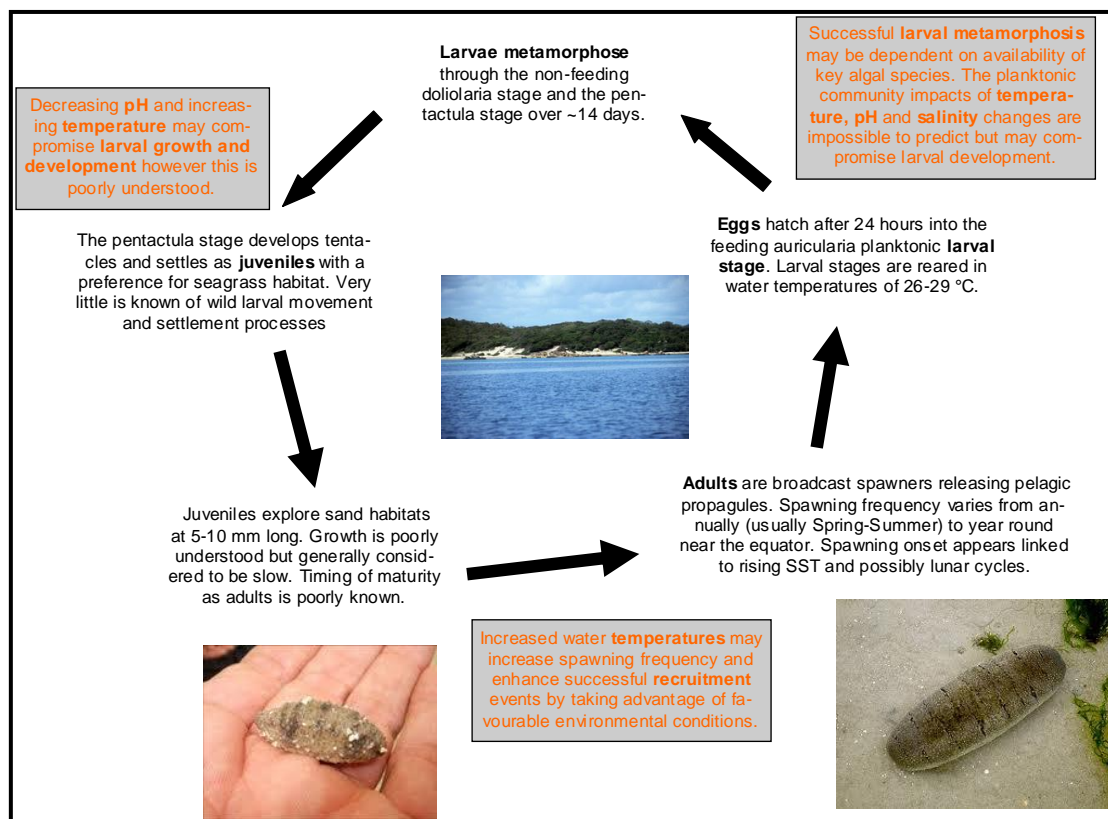 Larvae metamorphose
through the non-feeding
doliolaria stage and the pen-
tactula stage over ~14 days.
Successful larval metamorphosis
may be dependent on availability of
key algal species. The planktonic
community impacts of tempera-
ture, pH and salinity changes are
impossible to predict but may com-
promise larval development.
Decreasing pH and increas-
ing temperature may com-
promise larval growth and
development however this is
poorly understood.
Eggs hatch after 24 hours into the
feeding auricularia planktonic larval
stage. Larval stages are reared in
water temperatures of 26-29 °C.
The pentactula stage develops tenta-
cles and settles as juveniles with a
preference for seagrass habitat. Very
little is known of wild larval movement
and settlement processes
Adults are broadcast spawners releasing pelagic
propagules. Spawning frequency varies from an-
nually (usually Spring-Summer) to year round
near the equator. Spawning onset appears linked
to rising SST and possibly lunar cycles.
Juveniles explore sand habitats
at 5-10 mm long. Growth is poorly
understood but generally consid-
ered to be slow. Timing of maturity
as adults is poorly known.
Increased water temperatures may
increase spawning frequency and
enhance successful recruitment
events by taking advantage of fa-
vourable environmental conditions.